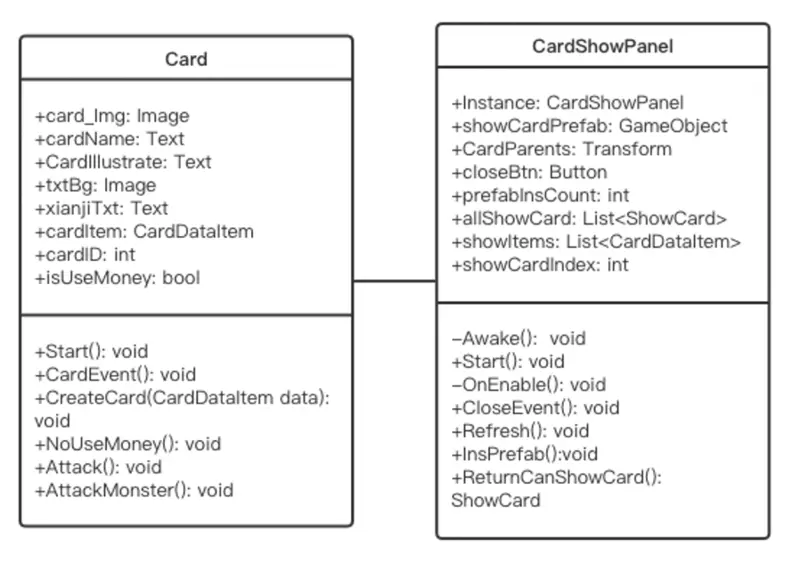 Card
+card_Img: Image
+cardName: Text
+CardIllustrate: Text
+txtBg: Image
+xianjiTxt: Text
+cardItem: CardDataItem
+cardID: int
+isUseMoney: bool
+Start(): void
+CardEvent(): void
+CreateCard(CardDataItem data):
void
+NoUseMoney(): void
+Attack(): void
+AttackMonster(): void
CardShowPanel
+Instance: CardShowPanel
+showCardPrefab: GameObject
+CardParents: Transform
+closeBtn: Button
+prefabInsCount: int
+allShowCard: List<ShowCard>
+showItems: List<CardDataItem>
+showCardIndex: int
–Awake():  void
+Start(): void
–OnEnable(): void
+CloseEvent(): void
+Refresh(): void
+InsPrefab():void
+ReturnCanShowCard():
ShowCard